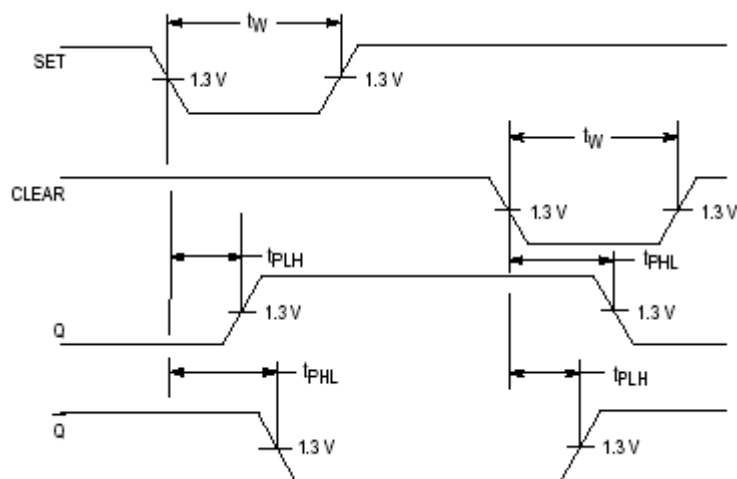 tW
SET
1.3 V
1.3 V
tW
CLEAR
1.3 V
1.3 V
tPLH
tPHL
1.3 V
1.3 V
Q
tPHL
tPLH
Q̅
1.3 V
1.3 V